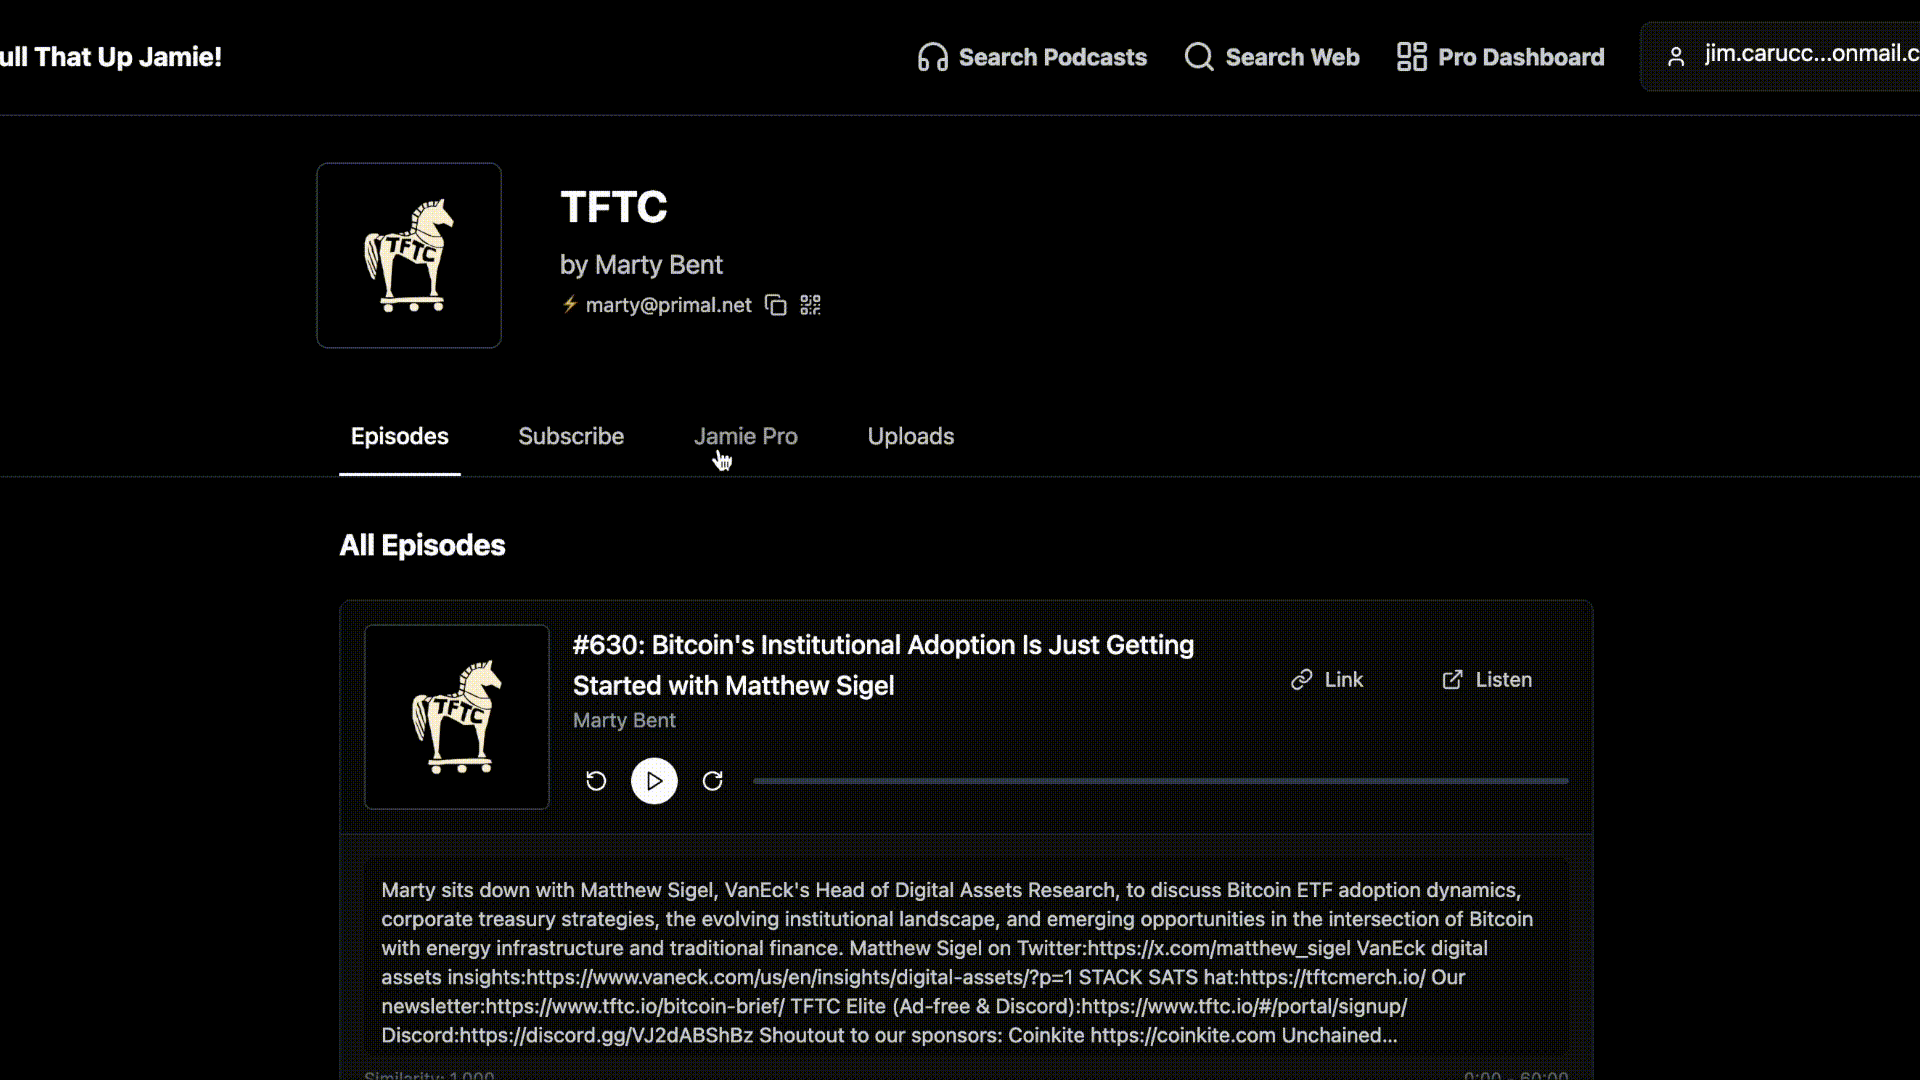 ull That Up Jamie!
Search Podcasts
Search Web
Pro Dashboard
jim.carucc...onmail.c
TFTC
TFTC
by Marty Bent
marty@primal.net
Episodes
Subscribe
Jamie Pro
Uploads
All Episodes
TFTC
#630: Bitcoin's Institutional Adoption Is Just Getting
Started with Matthew Sigel
Marty Bent
Link
Listen
Marty sits down with Matthew Sigel, VanEck's Head of Digital Assets Research, to discuss Bitcoin ETF adoption dynamics,
corporate treasury strategies, the evolving institutional landscape, and emerging opportunities in the intersection of Bitcoin
with energy infrastructure and traditional finance. Matthew Sigel on Twitter:https://x.com/matthew_sigel VanEck digital
assets insights:https://www.vaneck.com/us/en/insights/digital-assets/?p=1 STACK SATS hat:https://tftcmerch.io/ Our
newsletter:https://www.tftc.io/bitcoin-brief/ TFTC Elite (Ad-free & Discord):https://www.tftc.io/#/portal/signup/
Discord:https://discord.gg/VJ2dABShBz Shoutout to our sponsors: Coinkite https://coinkite.com Unchained...
Similarity: 1.000
0:00 - 60:00